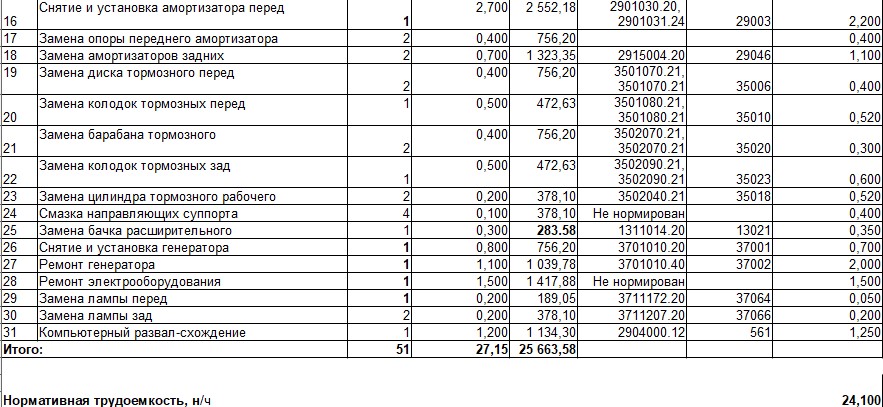 16 Снятие и установка амортизатора перед 1 2,700 2 552,18 2901030.20, 2901031.24 29003 2,200
17 Замена опоры переднего амортизатора 2 0,400 756,20 0,400
18 Замена амортизаторов задних 2 0,700 1 323,35 2915004.20 29046 1,100
19 Замена диска тормозного перед 2 0,400 756,20 3501070.21, 3501070.21 35006 0,400
20 Замена колодок тормозных перед 1 0,500 472,63 3501080.21, 3501080.21 35010 0,520
21 Замена барабана тормозного 2 0,400 756,20 3502070.21, 3502070.21 35020 0,300
22 Замена колодок тормозных зад 1 0,500 472,63 3502090.21, 3502090.21 35023 0,600
23 Замена цилиндра тормозного рабочего 2 0,200 378,10 3502040.21 35018 0,520
24 Смазка направляющих суппорта 4 0,100 378,10 Не нормирован 0,400
25 Замена бачка расширительного 1 0,300 283.58 1311014.20 13021 0,350
26 Снятие и установка генератора 1 0,800 756,20 3701010.20 37001 0,700
27 Ремонт генератора 1 1,100 1 039,78 3701010.40 37002 2,000
28 Ремонт электрооборудования 1 1,500 1 417,88 Не нормирован 1,500
29 Замена лампы перед 1 0,200 189,05 3711172.20 37064 0,050
30 Замена лампы зад 2 0,200 378,10 3711207.20 37066 0,200
31 Компьютерный развал-схождение 1 1,200 1 134,30 2904000.12 561 1,250
Итого: 51 27,15 25 663,58
Нормативная трудоемкость, н/ч 24,100